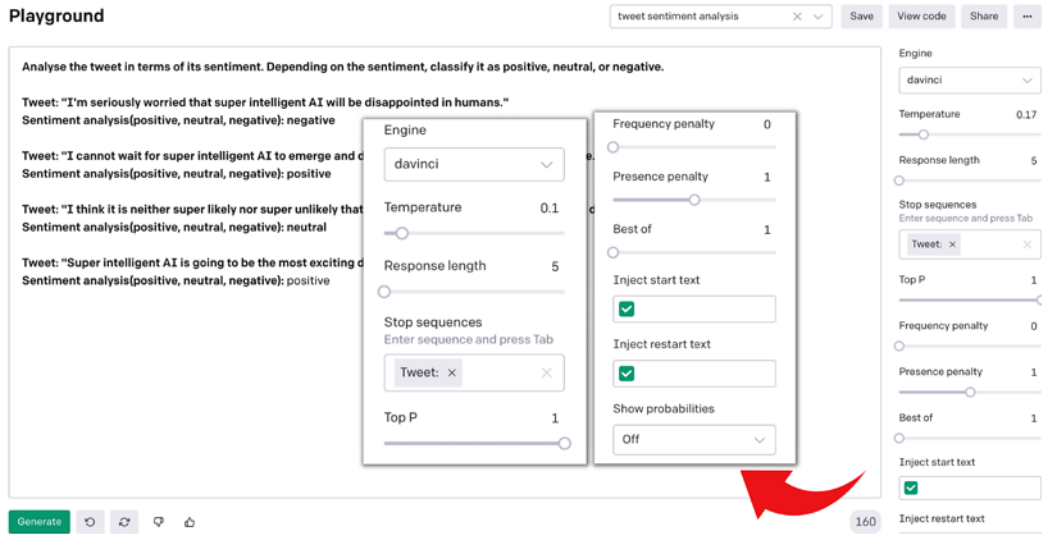 Playground
tweet sentiment analysis
Save
View code
Share
Analyse the tweet in terms of its sentiment. Depending on the sentiment, classify it as positive, neutral, or negative.
Tweet: "I'm seriously worried that super intelligent AI will be disappointed in humans."
Sentiment analysis(positive, neutral, negative): negative
Tweet: "I cannot wait for super intelligent AI to emerge and d
Sentiment analysis(positive, neutral, negative): positive
Tweet: "I think it is neither super likely nor super unlikely that
Sentiment analysis(positive, neutral, negative): neutral
Tweet: "Super intelligent AI is going to be the most exciting d
Sentiment analysis(positive, neutral, negative): positive
Engine
davinci
Temperature 0.1
Response length 5
Stop sequences
Enter sequence and press Tab
Tweet: ×
Top P 1
Frequency penalty 0
Presence penalty 1
Best of 1
Inject start text
Inject restart text
Show probabilities
Off
Engine
davinci
Temperature 0.17
Response length 5
Stop sequences
Enter sequence and press Tab
Tweet: ×
Top P 1
Frequency penalty 0
Presence penalty 1
Best of 1
Inject start text
Inject restart text
Generate
160